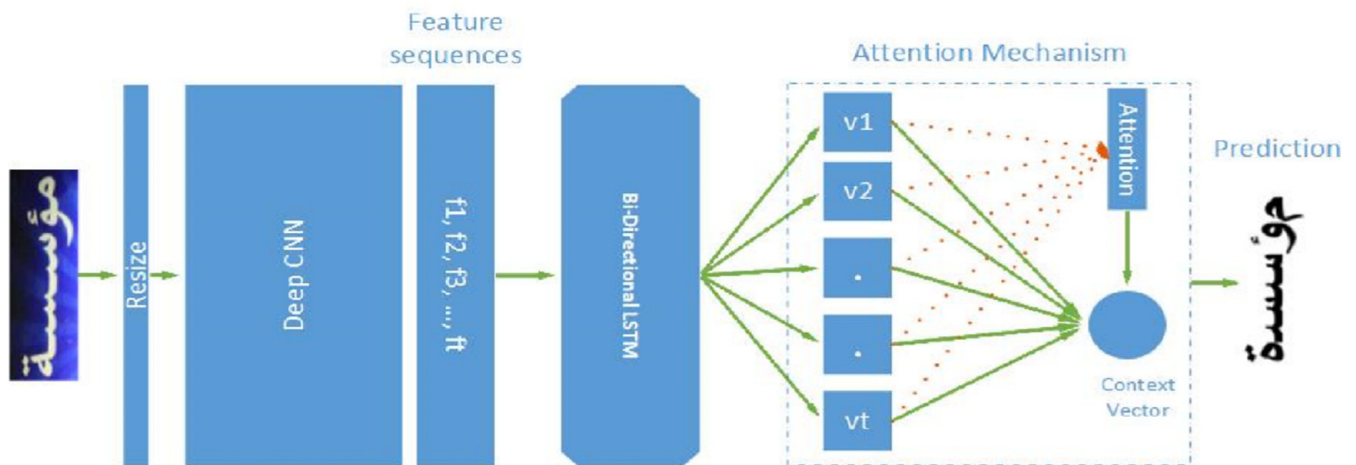 Feature
sequences
Attention Mechanism
مؤسسة
Resize
Deep CNN
f1, f2, f3, ..., ft
Bi-Directional LSTM
v1
v2
.
.
vt
Attention
Context
Vector
Prediction